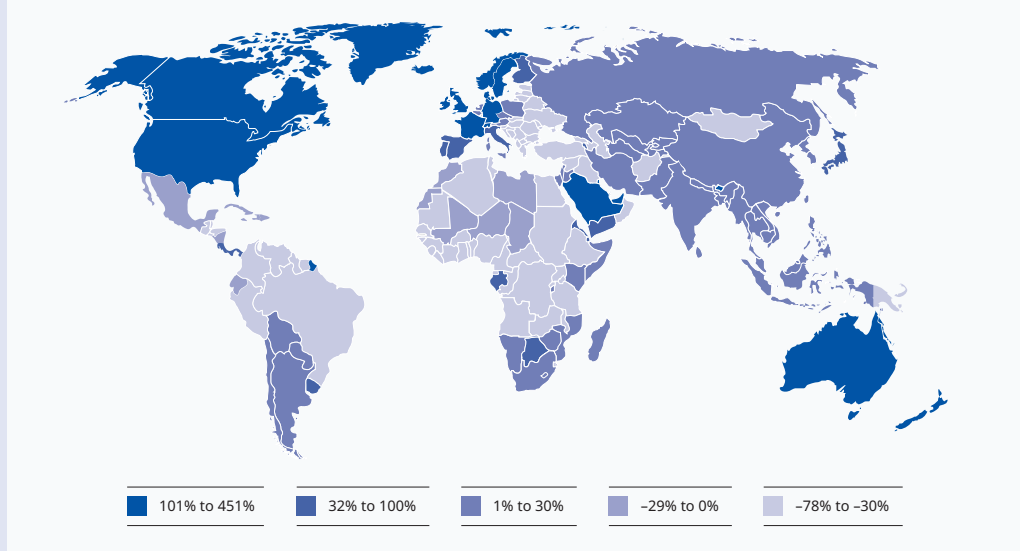 101% to 451% 32% to 100% 1% to 30% –29% to 0% –78% to –30%